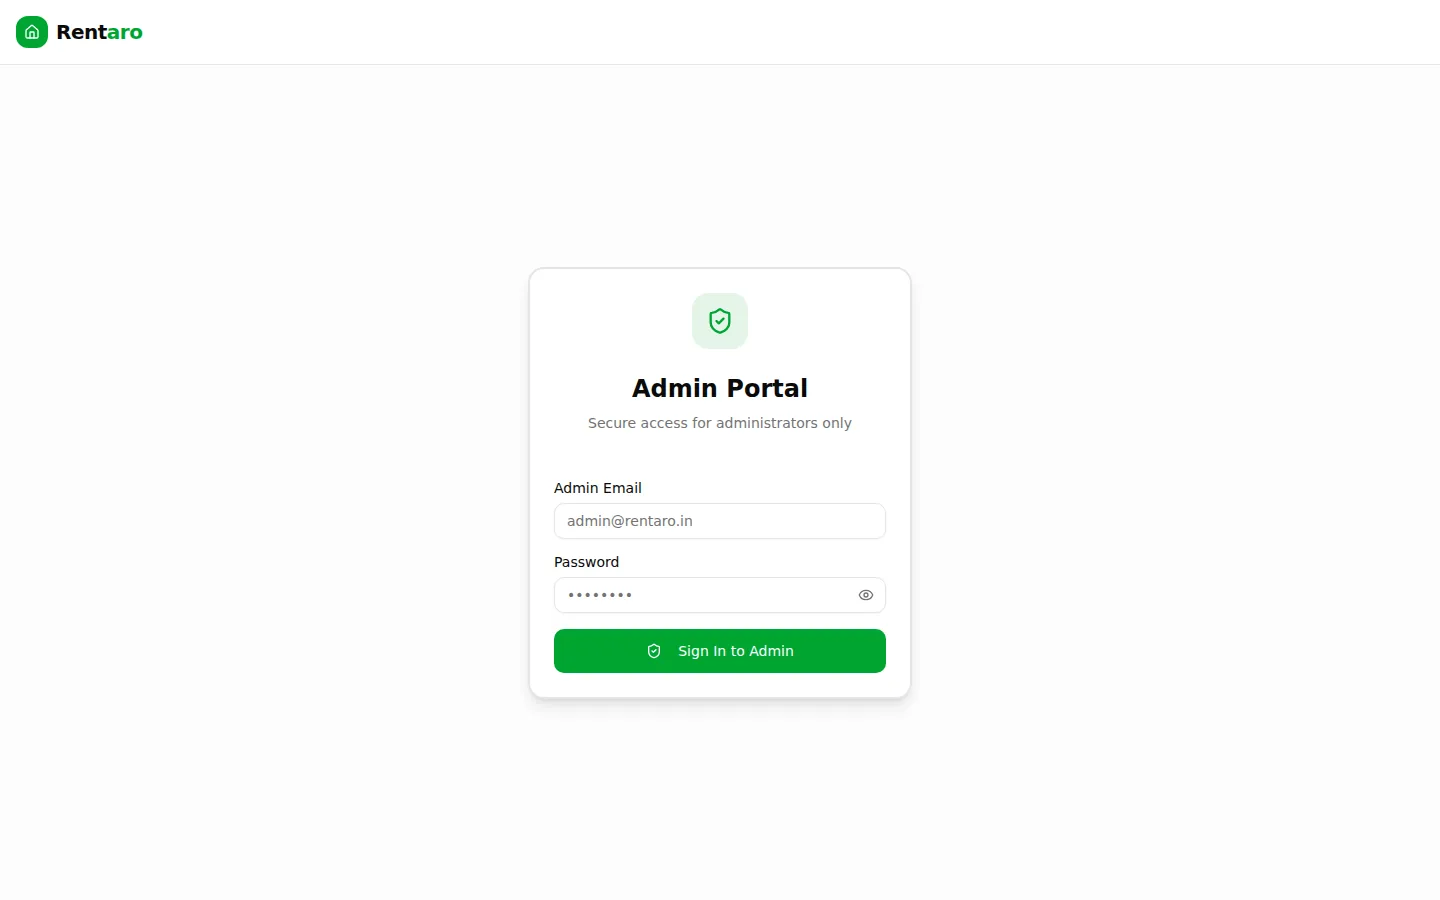 Rentaro
Admin Portal
Secure access for administrators only
Admin Email
admin@rentaro.in
Password
••••••••
Sign In to Admin